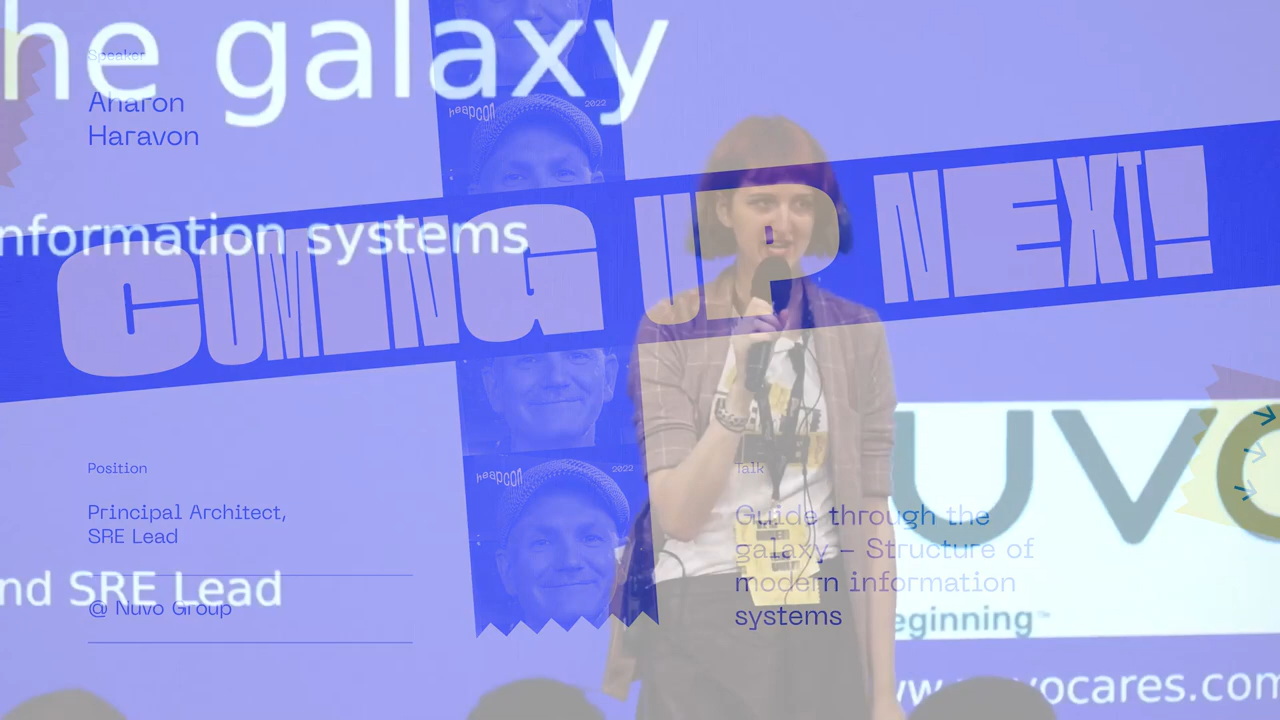 he galaxy
Speaker
Aharon
Haravon
heapcon 2022
nformation systems
COMING UP NEXT!
UVO
eginning™
Position
Principal Architect,
SRE Lead
@ Nuvo Group
nd SRE Lead
heapcon 2022
Talk
Guide through the
galaxy – Structure of
modern information
systems
vocares.com